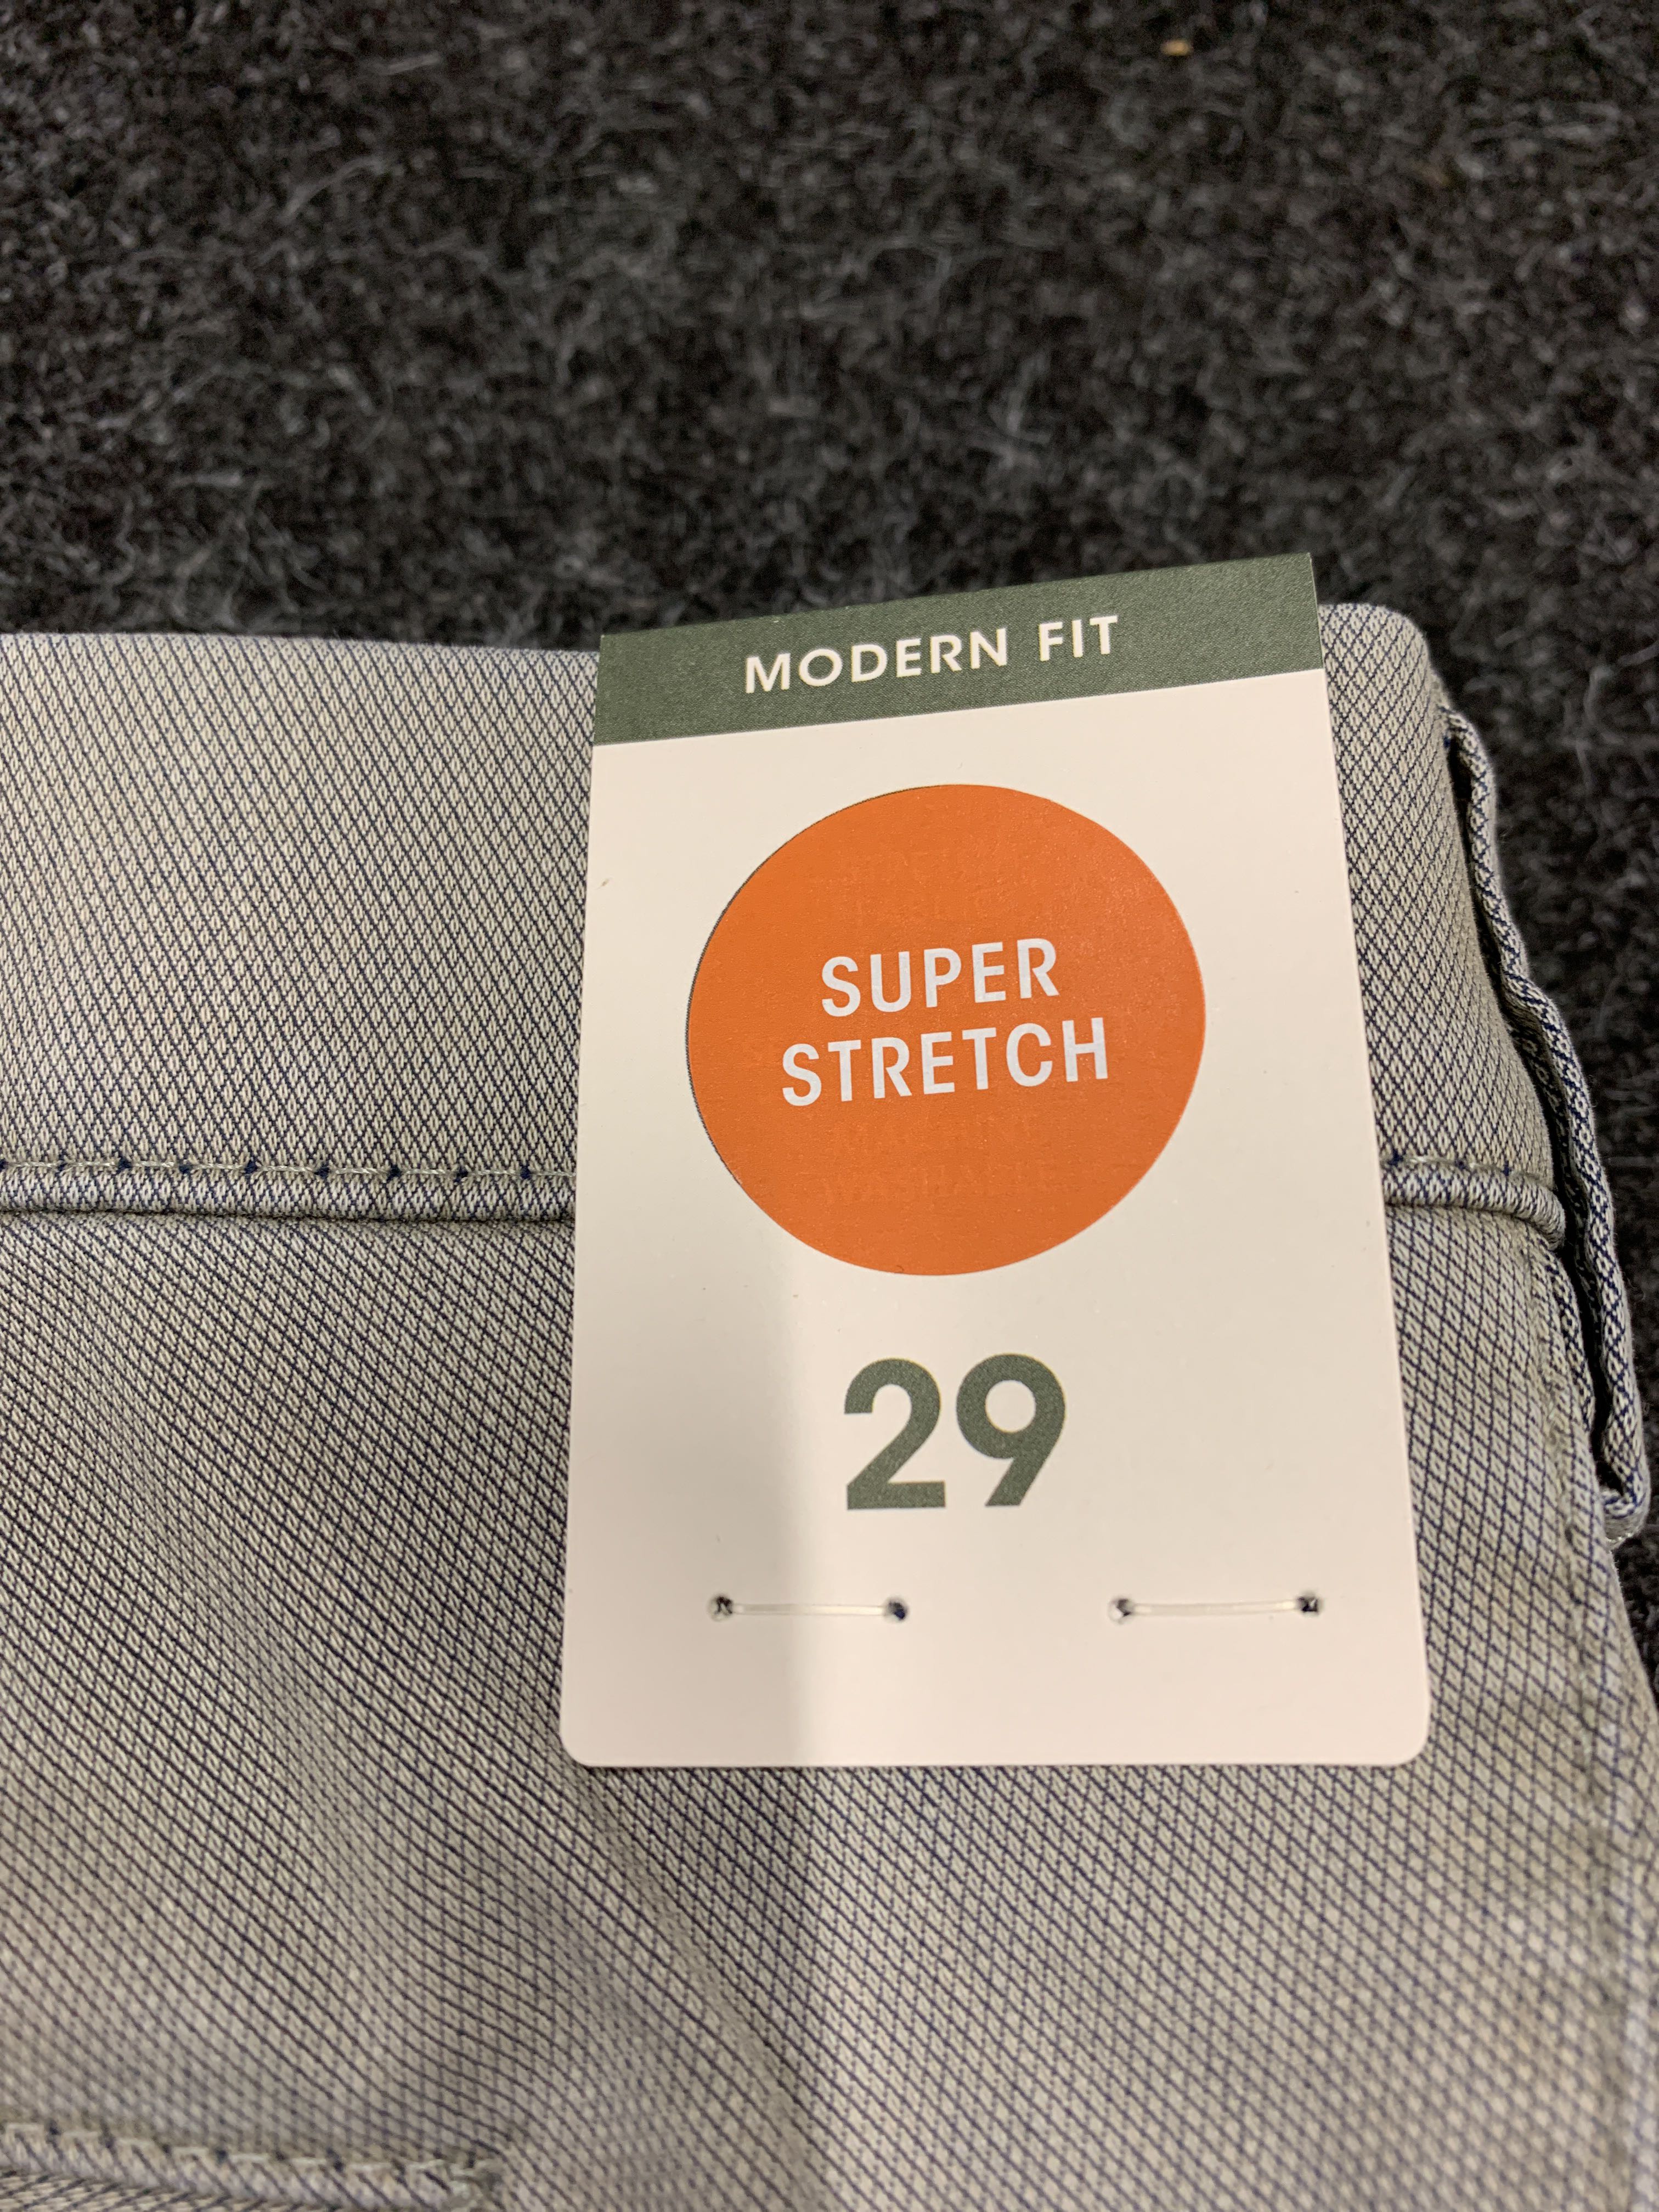 MODERN FIT
SUPER
STRETCH
29